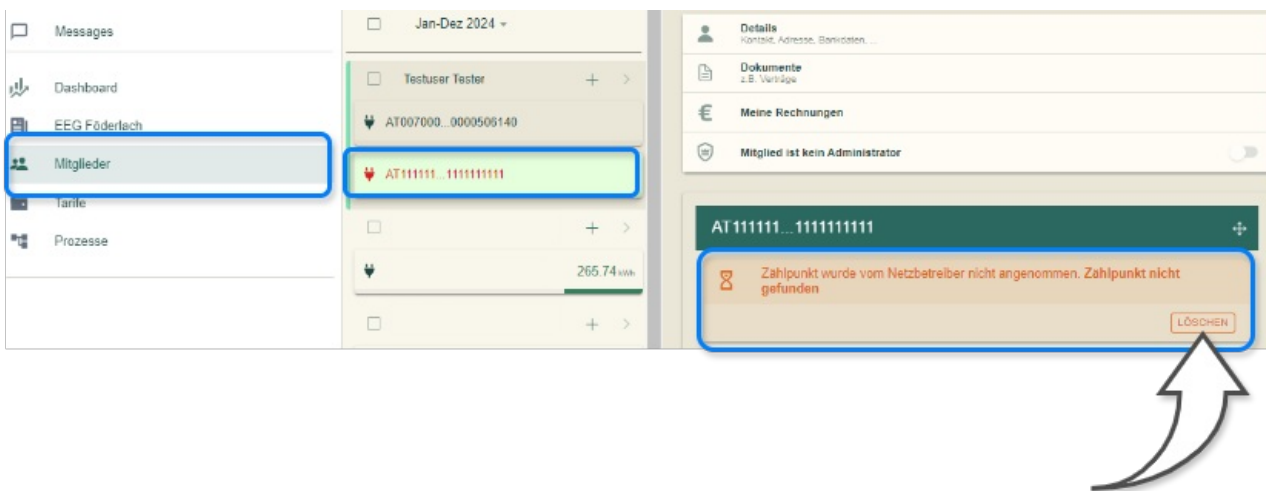 Messages
Dashboard
EEG Föderlach
Mitglieder
Tarife
Prozesse
Jan-Dez 2024
Testuser Tester
AT007000...0000506140
AT111111...1111111111
265.74 kWh
Details
Kontakt, Adresse, Bankdaten, ...
Dokumente
z.B. Verträge
Meine Rechnungen
Mitglied ist kein Administrator
AT111111...1111111111
Zählpunkt wurde vom Netzbetreiber nicht angenommen. Zählpunkt nicht
gefunden
LÖSCHEN